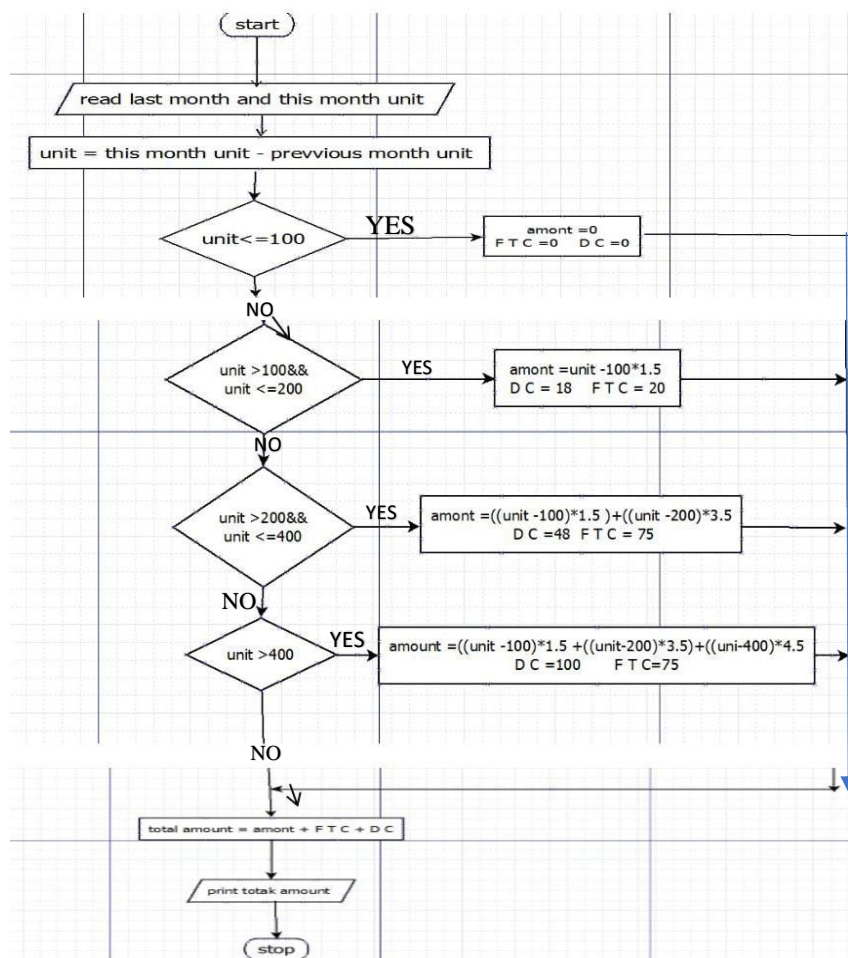 start
read last month and this month unit
unit = this month unit - prevvious month unit
unit<=100
YES
amont =0
F T C =0 D C =0
NO
unit >100&&
unit <=200
YES
amont =unit -100*1.5
D C = 18 F T C = 20
NO
unit >200&&
unit <=400
YES
amont =((unit -100)*1.5 )+((unit -200)*3.5
D C =48 F T C = 75
NO
unit >400
YES
amount =((unit -100)*1.5 +((unit-200)*3.5)+((uni-400)*4.5
D C =100 F T C=75
NO
total amount = amont + F T C + D C
print totak amount
stop